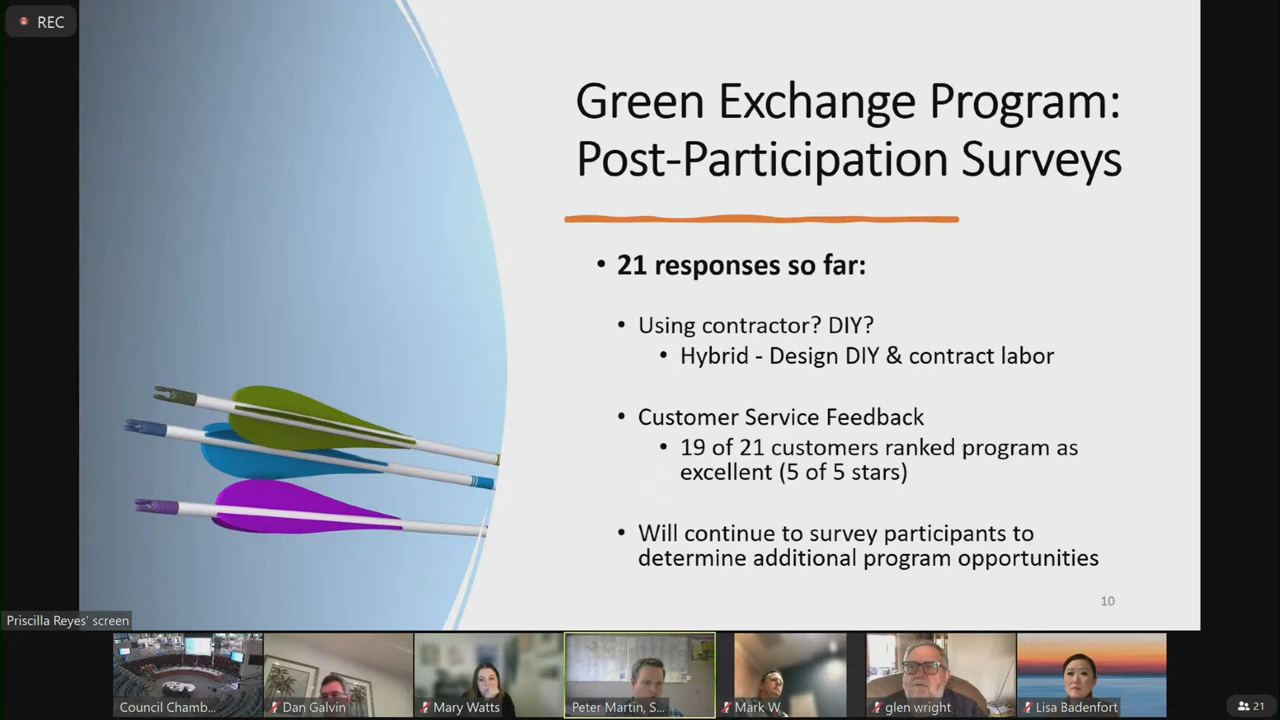 REC
Green Exchange Program:
Post-Participation Surveys
• 21 responses so far:
• Using contractor? DIY?
• Hybrid - Design DIY & contract labor
• Customer Service Feedback
• 19 of 21 customers ranked program as
excellent (5 of 5 stars)
• Will continue to survey participants to
determine additional program opportunities
10
Priscilla Reyes' screen
Council Chamb...
Dan Galvin
Mary Watts
Peter Martin, S...
Mark W.
glen wright
Lisa Badenfort
21